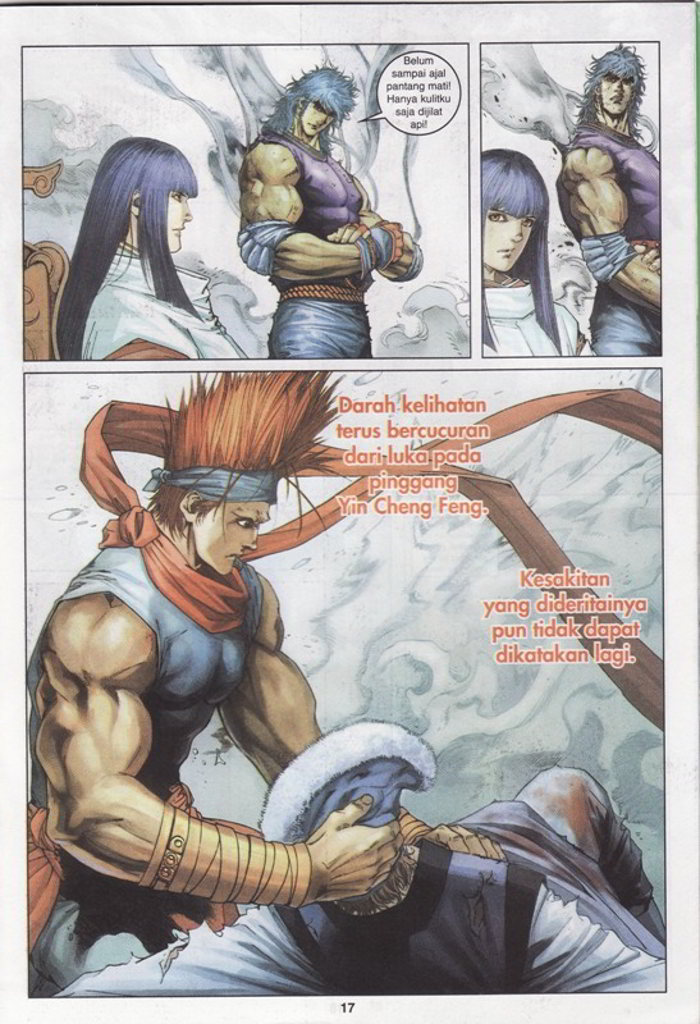 Belum
sampai ajal
pantang mati!
Hanya kulitku
saja dijilat
api!
Darah kelihatan
terus bercucuran
dari luka pada
pinggang
Yin Cheng Feng.
Kesakitan
yang dideritainya
pun tidak dapat
dikatakan lagi.
17